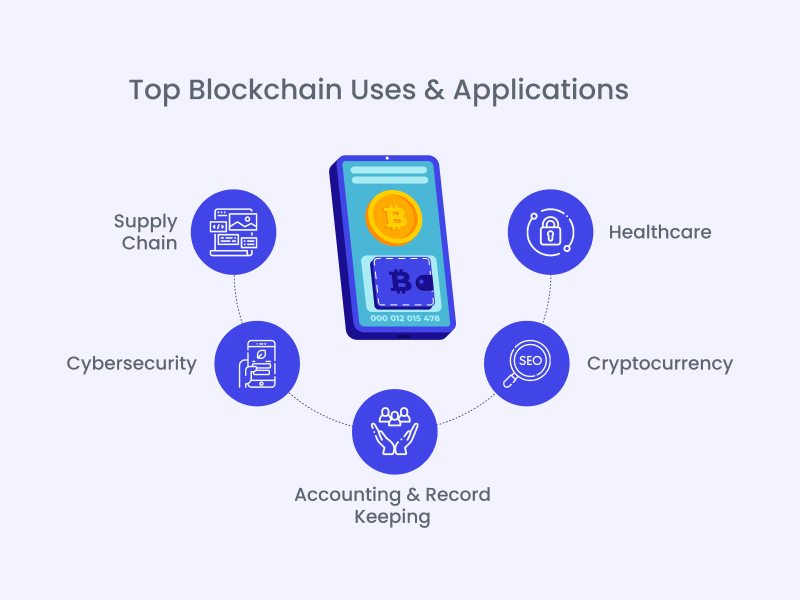 Top Blockchain Uses & Applications
Supply
Chain
Healthcare
000 012 015 478
Cybersecurity
SEO
Cryptocurrency
Accounting & Record
Keeping